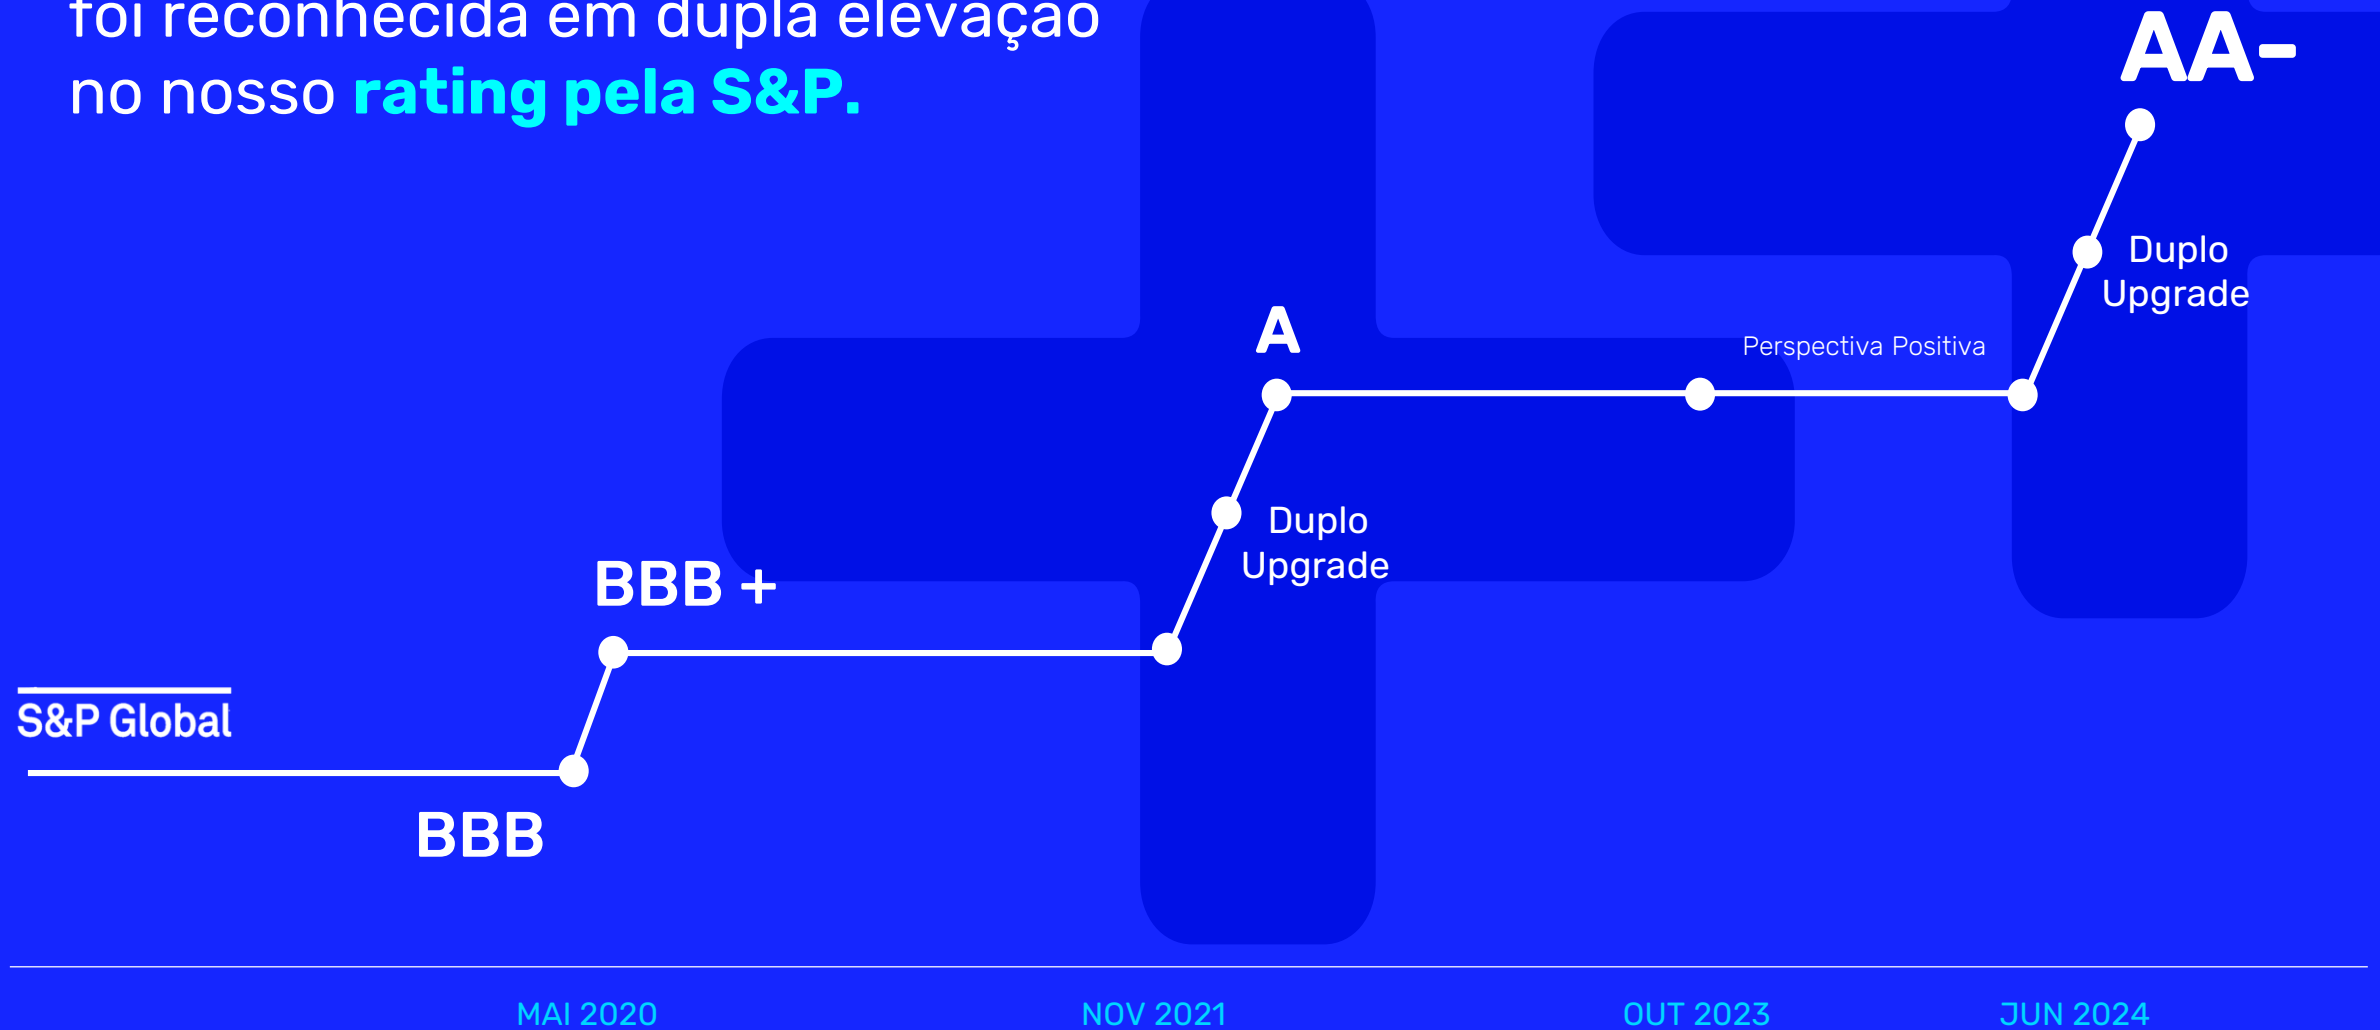 foi reconhecida em dupla elevação
no nosso rating pela S&P.
AA-
Duplo
Upgrade
Perspectiva Positiva
A
Duplo
Upgrade
BBB +
S&P Global
BBB
MAI 2020
NOV 2021
OUT 2023
JUN 2024